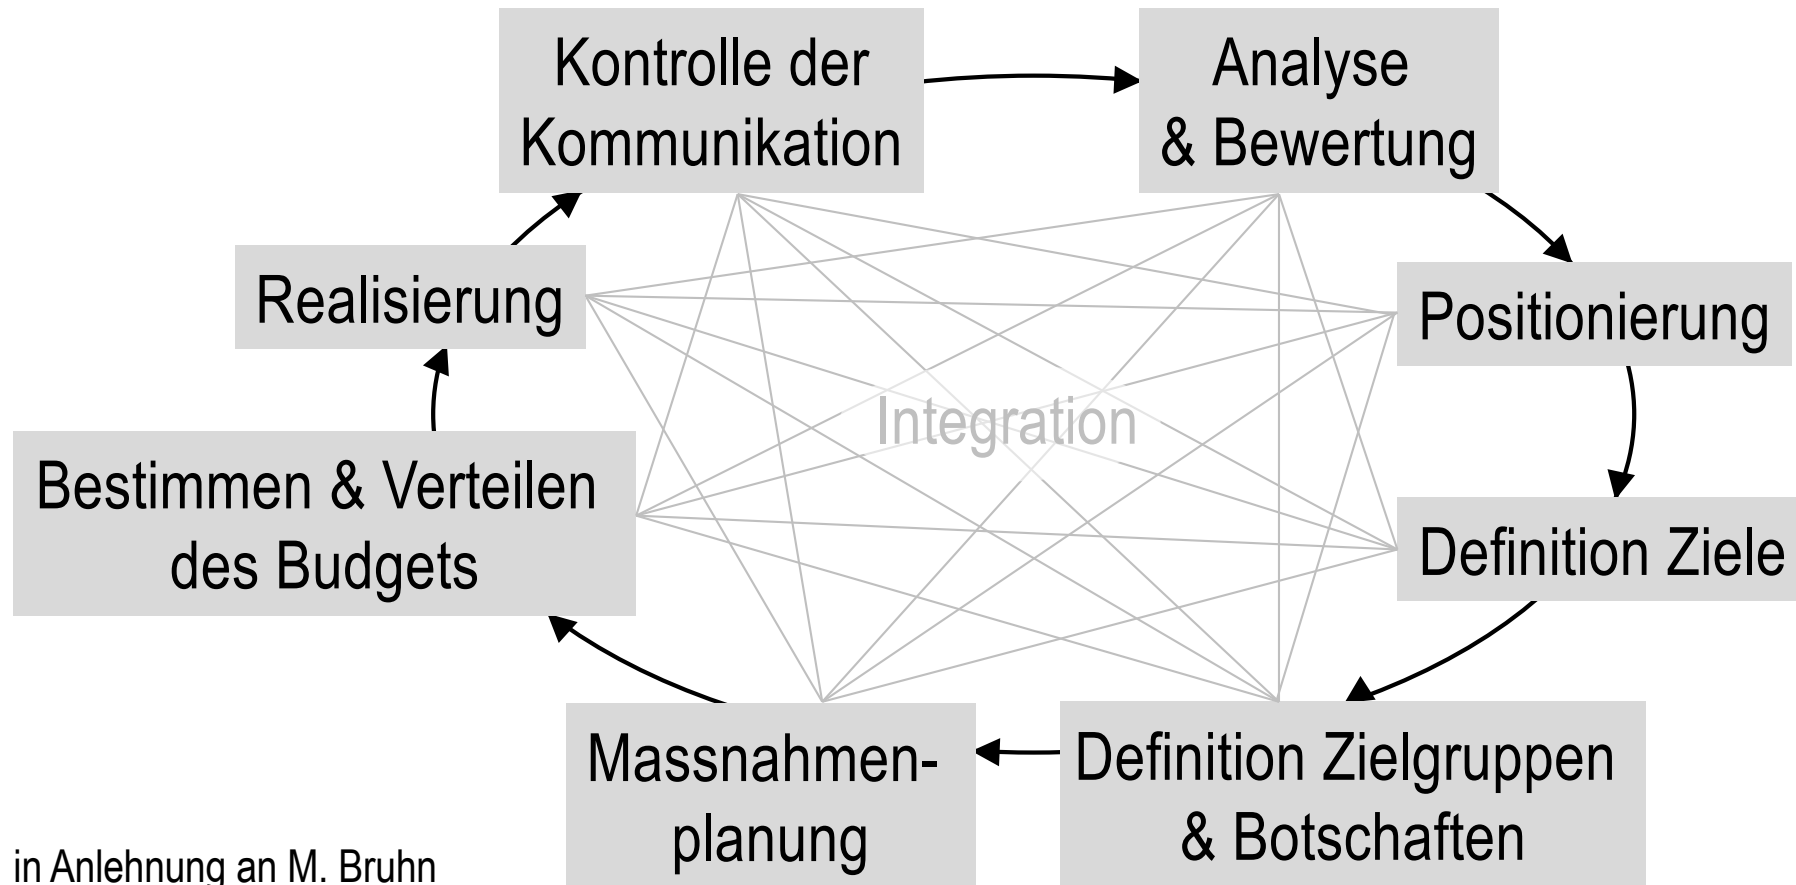 Kontrolle der
Kommunikation
Analyse
& Bewertung
Realisierung
Positionierung
Integration
Bestimmen & Verteilen
des Budgets
Definition Ziele
Massnahmen-
planung
Definition Zielgruppen
& Botschaften
in Anlehnung an M. Bruhn